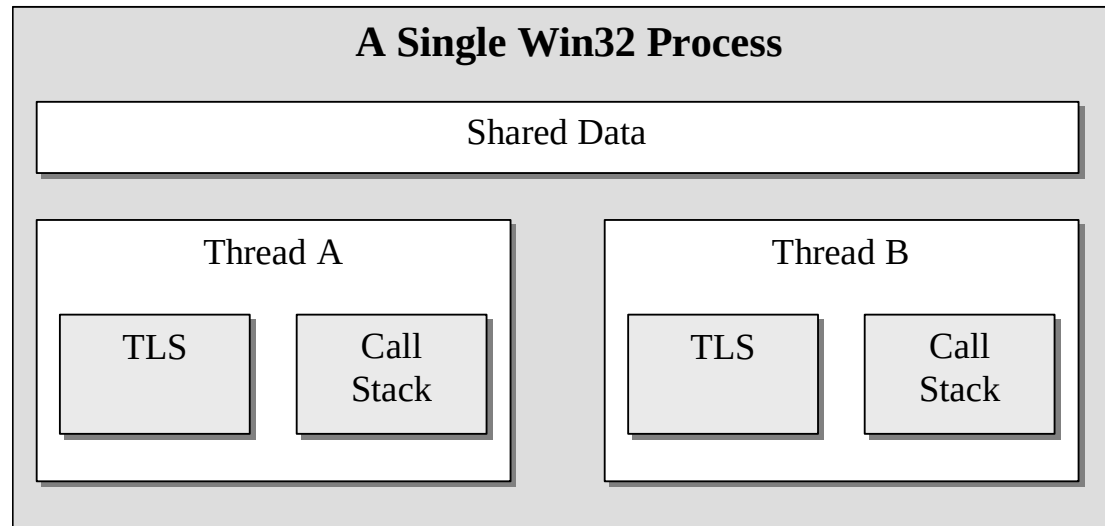 A Single Win32 Process
Shared Data
Thread A
TLS
Call
Stack
Thread B
TLS
Call
Stack